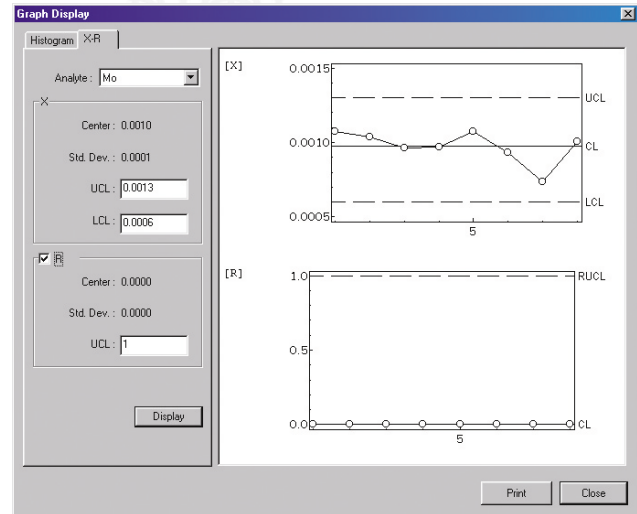 Graph Display
Histogram X-R
Analyte : Mo
X
Center : 0.0010
Std. Dev. : 0.0001
UCL : 0.0013
LCL : 0.0006
R
Center : 0.0000
Std. Dev. : 0.0000
UCL : 1
Display
[X]
0.0015
UCL
0.0010
CL
LCL
0.0005
5
[R]
1.0
RUCL
0.5
0.0
CL
5
Print Close